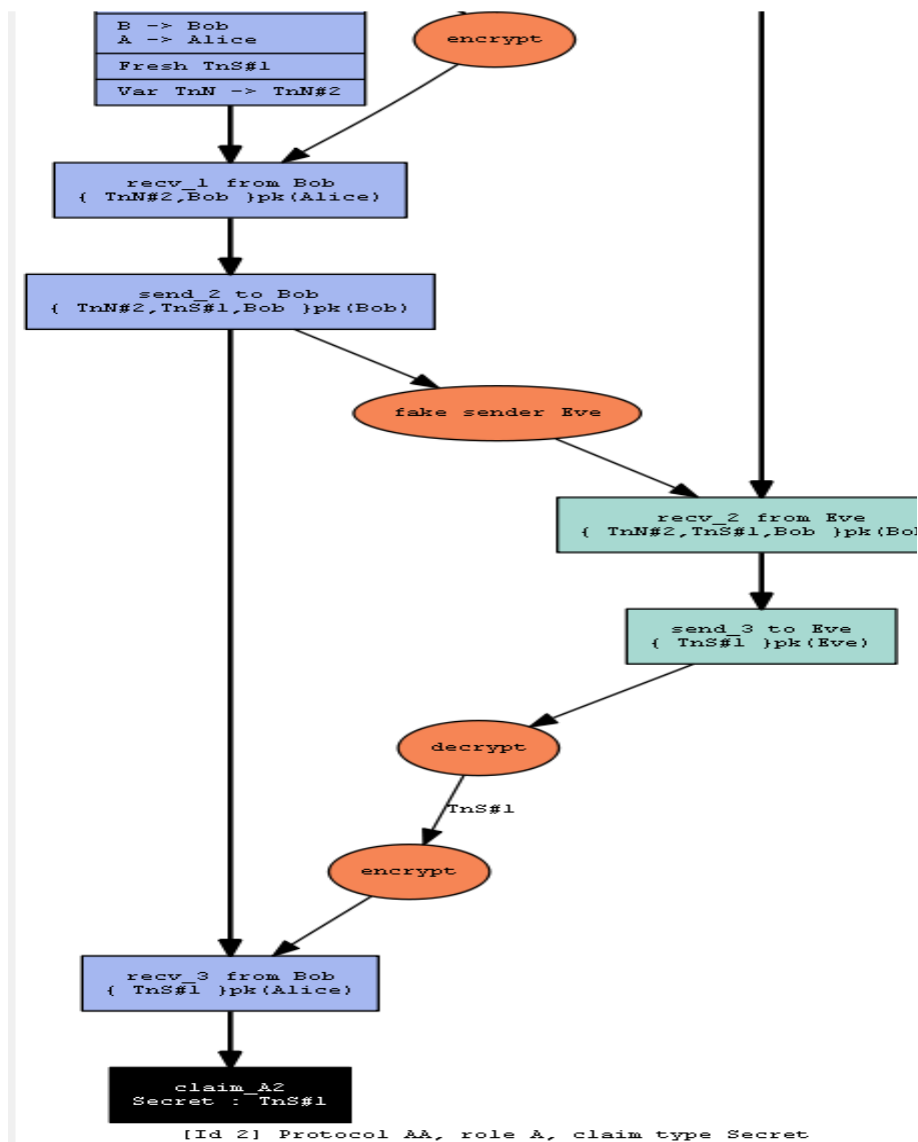 B -> Bob
A -> Alice
Fresh TnS#1
Var TnN -> TnN#2
encrypt
recv_1 from Bob
{ TnN#2,Bob }pk(Alice)
send_2 to Bob
{ TnN#2,TnS#1,Bob }pk(Bob)
fake sender Eve
recv_2 from Eve
{ TnN#2,TnS#1,Bob }pk(Bo
send_3 to Eve
{ TnS#1 }pk(Eve)
decrypt
TnS#1
encrypt
recv_3 from Bob
{ TnS#1 }pk(Alice)
claim_A2
Secret : TnS#1
[Id 2] Protocol AA, role A, claim type Secret